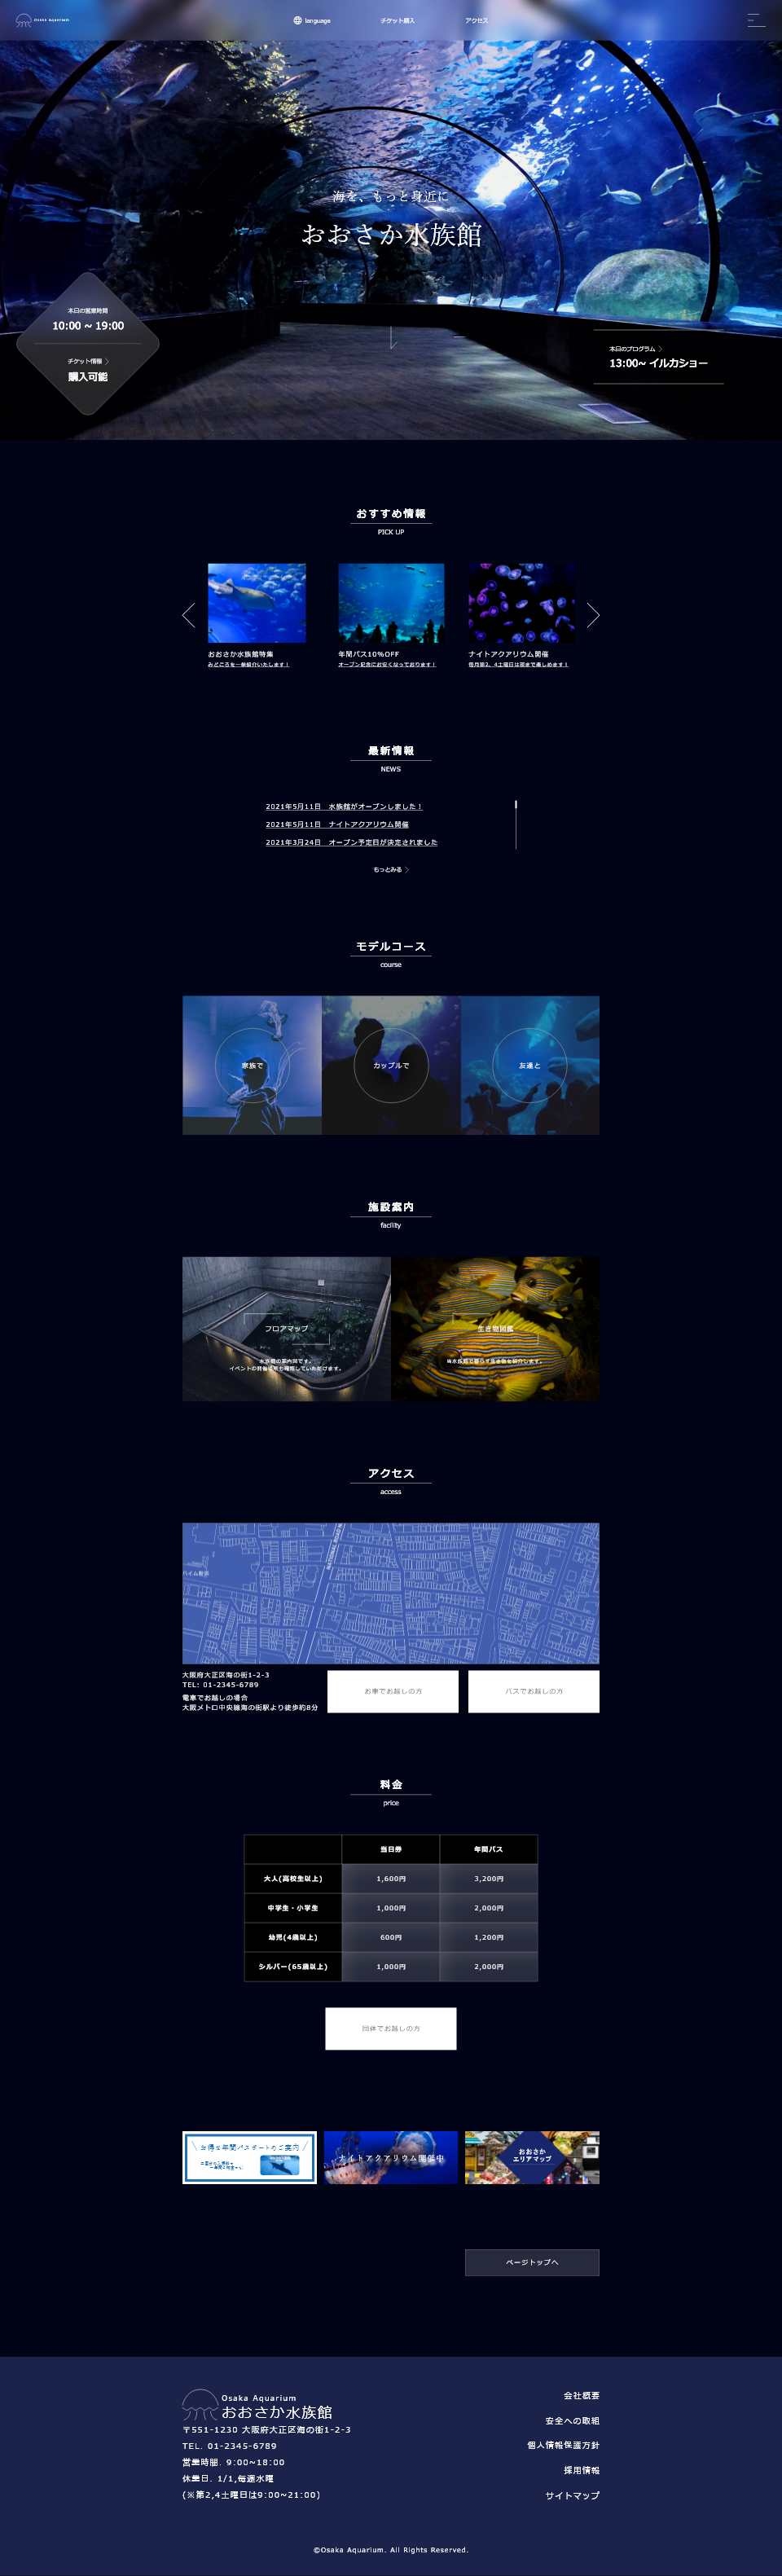 Osaka Aquarium
language
チケット購入
アクセス
海を、もっと身近に
おおさか水族館
本日の営業時間
10:00 ~ 19:00
チケット情報
購入可能
本日のプログラム
13:00~ イルカショー
おすすめ情報
PICK UP
おおさか水族館特集
みどころを一挙紹介いたします！
年間パス10%OFF
オープン記念にお安くなっております！
ナイトアクアリウム開催
毎月第2、4土曜日は夜まで楽しめます！
最新情報
NEWS
2021年5月11日　水族館がオープンしました！
2021年5月11日　ナイトアクアリウム開催
2021年3月24日　オープン予定日が決定されました
もっとみる
モデルコース
course
家族で
カップルで
友達と
施設案内
facility
フロアマップ
水族館の案内図です。
イベントの開催場所も確認していただけます。
生き物図鑑
当水族館で暮らす生き物を紹介します。
アクセス
access
大阪府大正区海の街1-2-3
TEL: 01-2345-6789
電車でお越しの場合
大阪メトロ中央線海の街駅より徒歩約8分
お車でお越しの方
バスでお越しの方
料金
price
当日券
年間パス
大人(高校生以上)
1,600円
3,200円
中学生・小学生
1,000円
2,000円
幼児(4歳以上)
600円
1,200円
シルバー(65歳以上)
1,000円
2,000円
団体でお越しの方
お得な年間パスポートのご案内
ナイトアクアリウム開催中
おおさか
エリアマップ
ページトップへ
Osaka Aquarium
おおさか水族館
〒551-1230 大阪府大正区海の街1-2-3
TEL. 01-2345-6789
営業時間. 9:00~18:00
休業日. 1/1,毎週水曜
(※第2,4土曜日は9:00~21:00)
会社概要
安全への取組
個人情報保護方針
採用情報
サイトマップ
©Osaka Aquarium. All Rights Reserved.